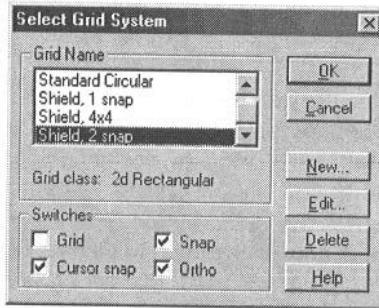 Select Grid System
Grid Name
Standard Circular
Shield, 1 snap
Shield, 4x4
Shield, 2 snap
Grid class: 2d Rectangular
Switches
Grid
Snap
Cursor snap
Ortho
OK
Cancel
New...
Edit...
Delete
Help